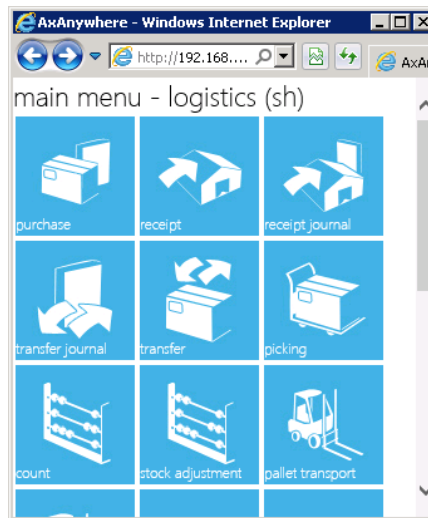 AxAnywhere - Windows Internet Explorer
http://192.168....
AxAn
main menu - logistics (sh)
purchase
receipt
receipt journal
transfer journal
transfer
picking
count
stock adjustment
pallet transport